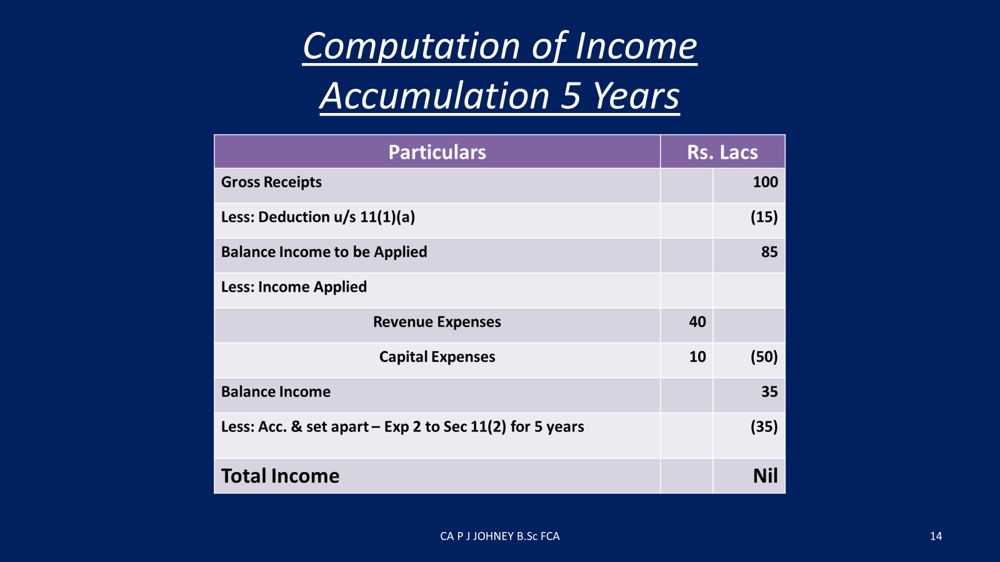 Computation of Income
Accumulation 5 Years
Particulars Rs. Lacs
Gross Receipts 100
Less: Deduction u/s 11(1)(a) (15)
Balance Income to be Applied 85
Less: Income Applied
Revenue Expenses 40
Capital Expenses 10 (50)
Balance Income 35
Less: Acc. & set apart – Exp 2 to Sec 11(2) for 5 years (35)
Total Income Nil
CA P J JOHNEY B.Sc FCA 14